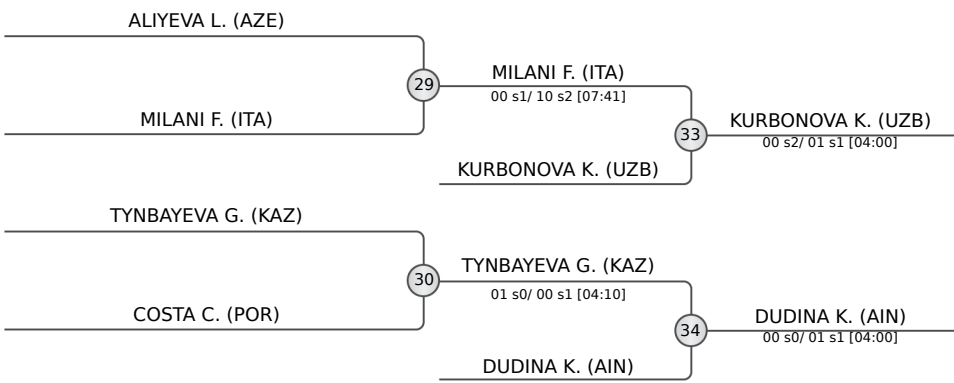 ALIYEVA L. (AZE)
29
MILANI F. (ITA)
00 s1/ 10 s2 [07:41]
MILANI F. (ITA)
33
KURBONOVA K. (UZB)
00 s2/ 01 s1 [04:00]
KURBONOVA K. (UZB)
TYNBAYEVA G. (KAZ)
30
TYNBAYEVA G. (KAZ)
01 s0/ 00 s1 [04:10]
COSTA C. (POR)
34
DUDINA K. (AIN)
00 s0/ 01 s1 [04:00]
DUDINA K. (AIN)